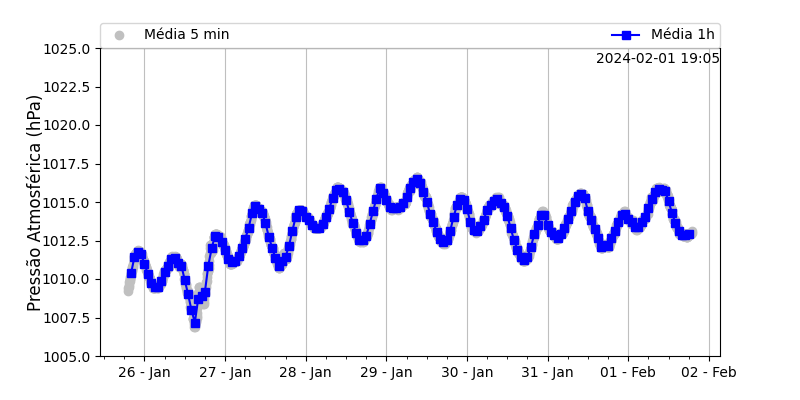 Média 5 min
Média 1h
2024-02-01 19:05
Pressão Atmosférica (hPa)
1025.0
1022.5
1020.0
1017.5
1015.0
1012.5
1010.0
1007.5
1005.0
26 - Jan
27 - Jan
28 - Jan
29 - Jan
30 - Jan
31 - Jan
01 - Feb
02 - Feb